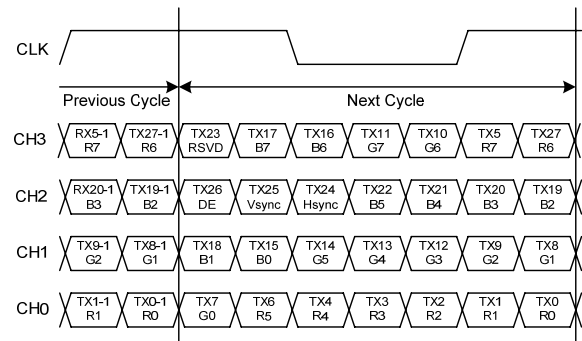 CLK
Previous Cycle Next Cycle
CH3 RX5-1 TX27-1 TX23 TX17 TX16 TX11 TX10 TX5 TX27
R7 R6 RSVD B7 B6 G7 G6 R7 R6
CH2 RX20-1 TX19-1 TX26 TX25 TX24 TX22 TX21 TX20 TX19
B3 B2 DE Vsync Hsync B5 B4 B3 B2
CH1 TX9-1 TX8-1 TX18 TX15 TX14 TX13 TX12 TX9 TX8
G2 G1 B1 B0 G5 G4 G3 G2 G1
CH0 TX1-1 TX0-1 TX7 TX6 TX4 TX3 TX2 TX1 TX0
R1 R0 G0 R5 R4 R3 R2 R1 R0